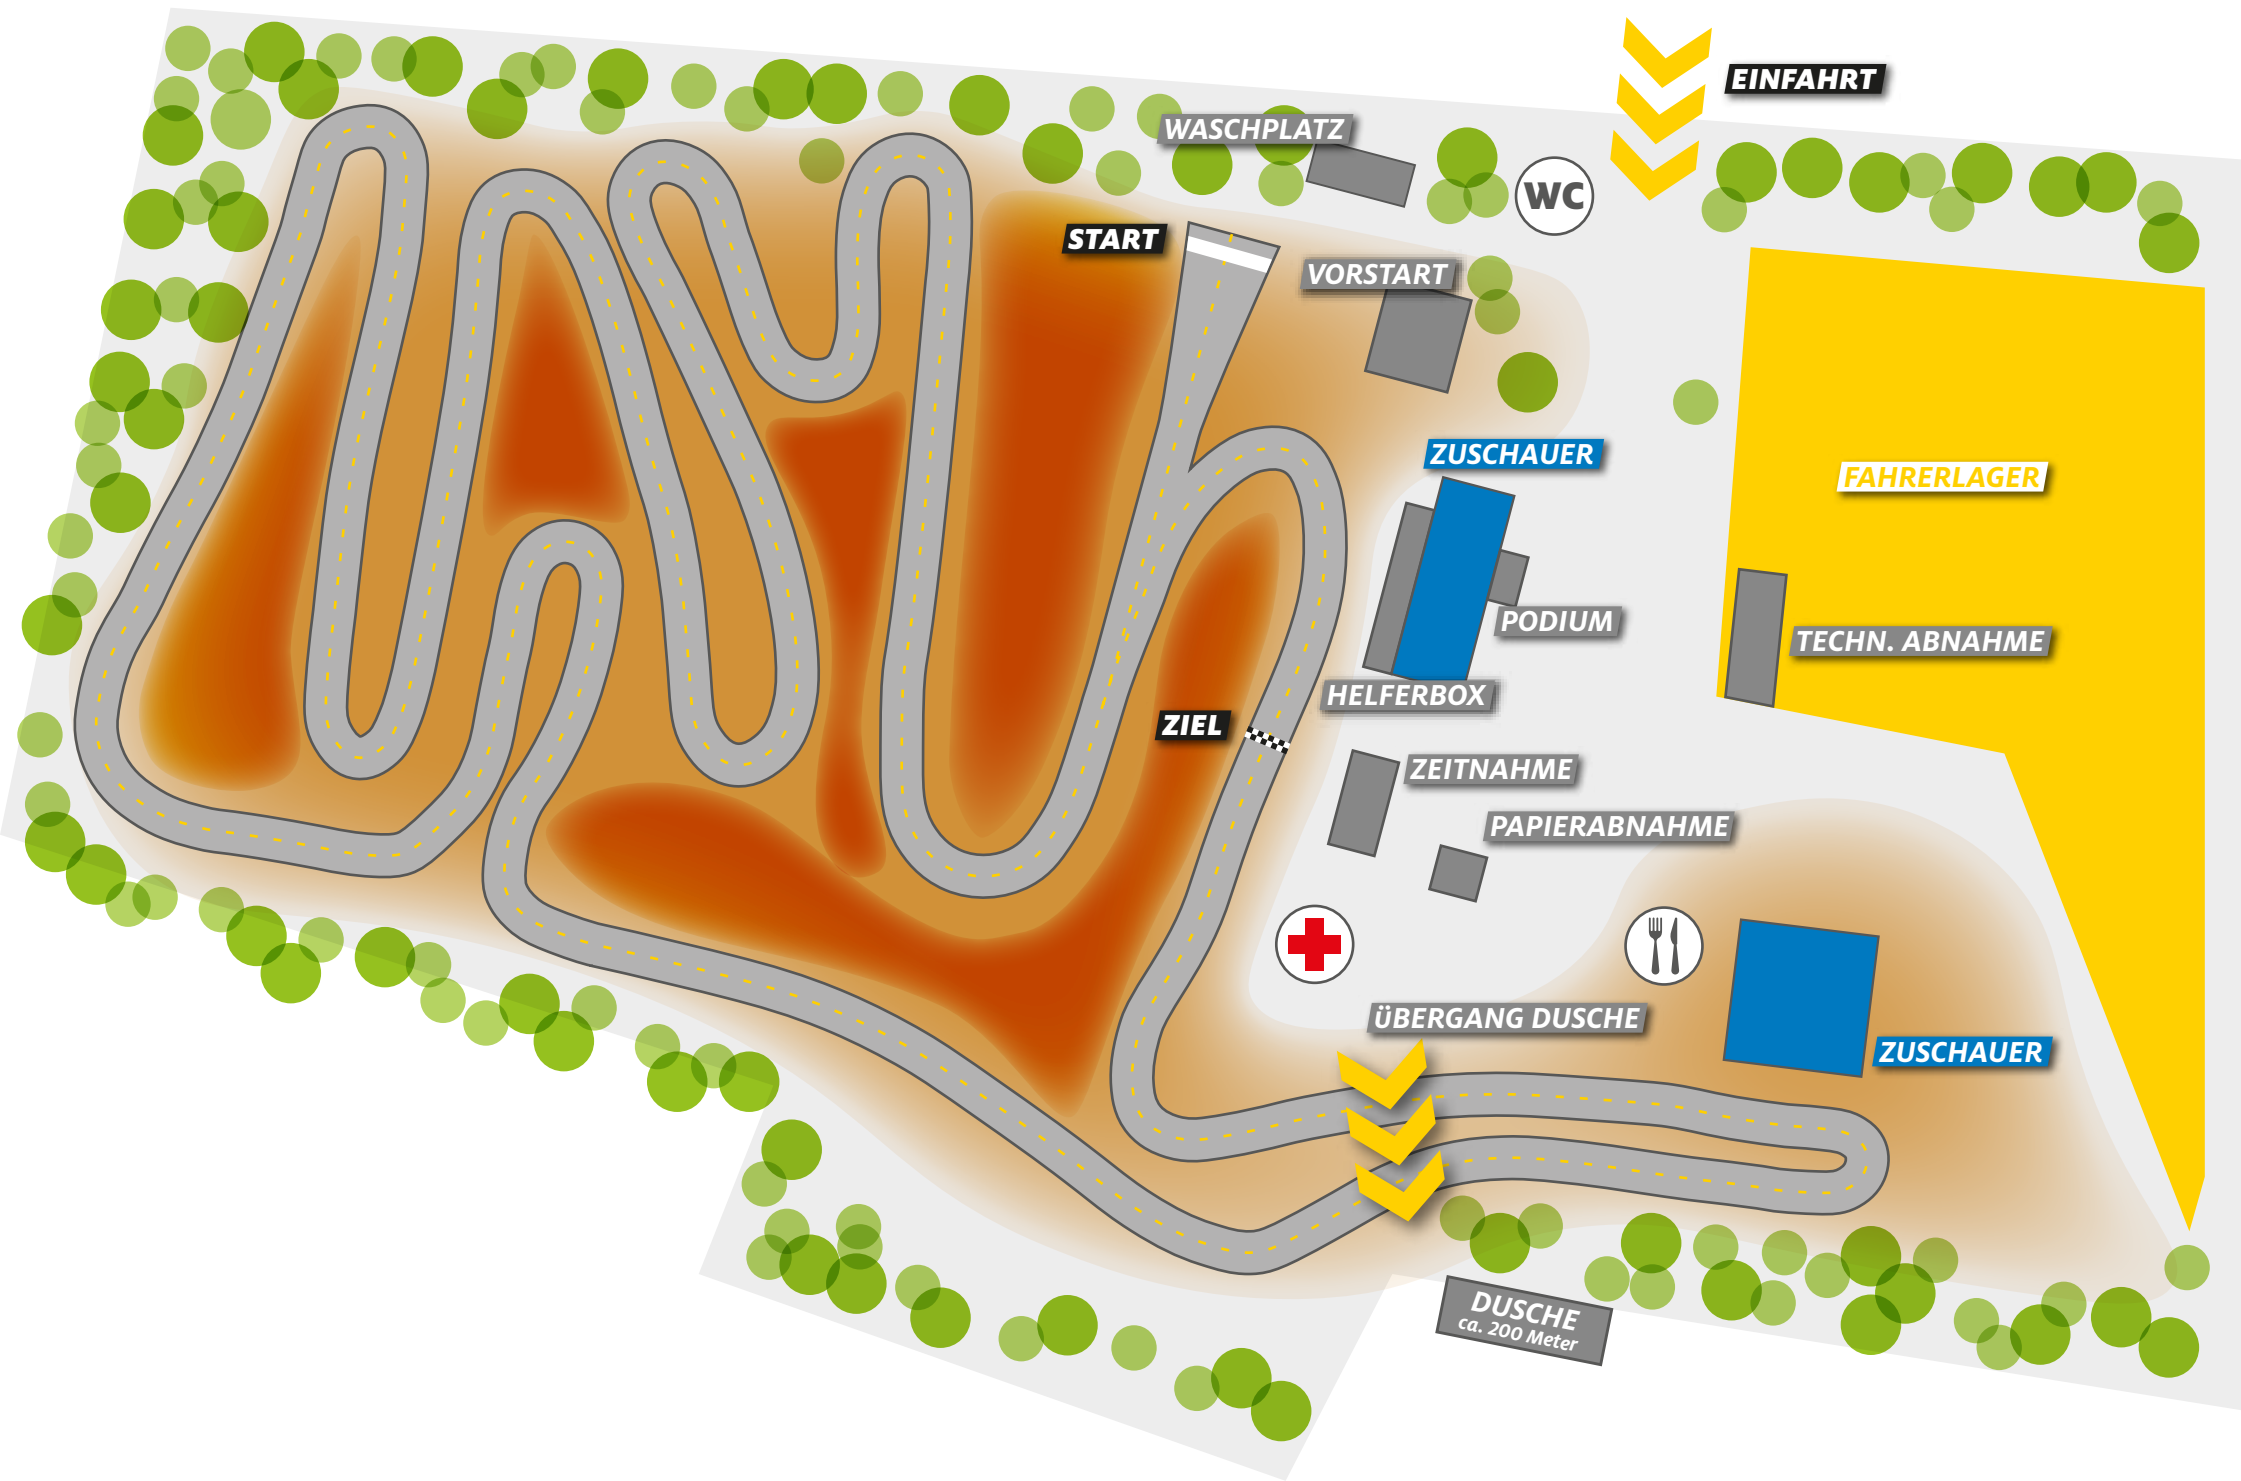 EINFAHRT
WASCHPLATZ
WC
START
VORSTART
ZUSCHAUER
FAHRERLAGER
PODIUM
TECHN. ABNAHME
HELFERBOX
ZIEL
ZEITNAHME
PAPIERABNAHME
üBERGANG DUSCHE
ZUSCHAUER
DUSCHE
ca. 200 Meter